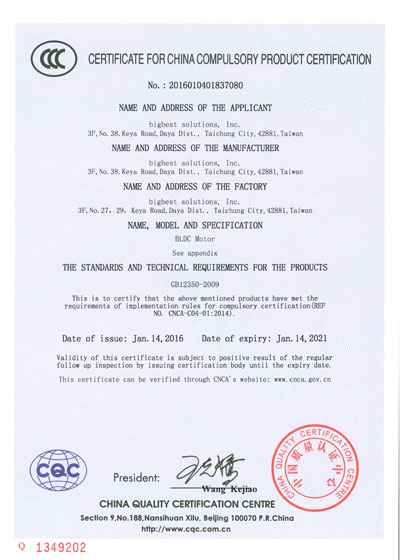 CCC
CERTIFICATE FOR CHINA COMPULSORY PRODUCT CERTIFICATION
No. : 2016010401837080
NAME AND ADDRESS OF THE APPLICANT
bigbest solutions, Inc.
3F, No. 38. Keya Road, Daya Dist., Taichung City, 42881, Taiwan
NAME AND ADDRESS OF THE MANUFACTURER
bigbest solutions, Inc.
3F, No. 38. Keya Road, Daya Dist., Taichung City, 42881, Taiwan
NAME AND ADDRESS OF THE FACTORY
bigbest solutions, Inc.
3F, No. 27, 29, Keya Road, Daya Dist., Taichung City, 42881, Taiwan
NAME, MODEL AND SPECIFICATION
BLDC Motor
See appendix
THE STANDARDS AND TECHNICAL REQUIREMENTS FOR THE PRODUCTS
GB12350-2009
This is to certify that the above mentioned products have met the
requirements of implementation rules for compulsory certification(REF
NO. CNCA-C04-01:2014).
Date of issue: Jan. 14, 2016 Date of expiry: Jan. 14, 2021
Validity of this certificate is subject to positive result of the regular
follow up inspection by issuing certification body until the expiry date.
This certificate can be verified through CNCA's website: www.cnca.gov.cn
CQC
President:
Wang Kejiao
CHINA QUALITY CERTIFICATION CENTRE
中国质量认证中心
CHINA QUALITY CERTIFICATION CENTRE
Section 9, No.188, Nansihuan Xilu, Beijing 100070 P.R.China
http://www.cqc.com.cn
Q 1349202